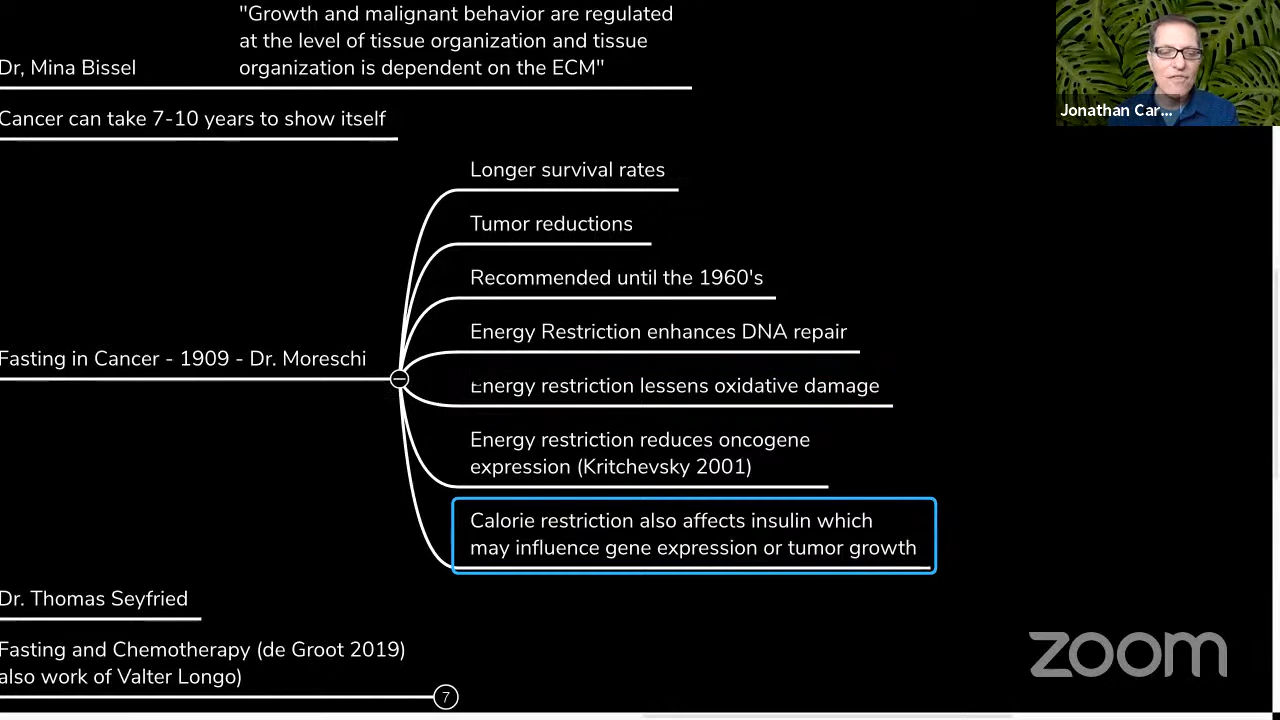 "Growth and malignant behavior are regulated
at the level of tissue organization and tissue
Dr, Mina Bissel organization is dependent on the ECM"
Jonathan Car...
Cancer can take 7-10 years to show itself
Longer survival rates
Tumor reductions
Recommended until the 1960's
Energy Restriction enhances DNA repair
Fasting in Cancer - 1909 - Dr. Moreschi
Energy restriction lessens oxidative damage
Energy restriction reduces oncogene
expression (Kritchevsky 2001)
Calorie restriction also affects insulin which
may influence gene expression or tumor growth
Dr. Thomas Seyfried
Fasting and Chemotherapy (de Groot 2019)
also work of Valter Longo)
7
zoom